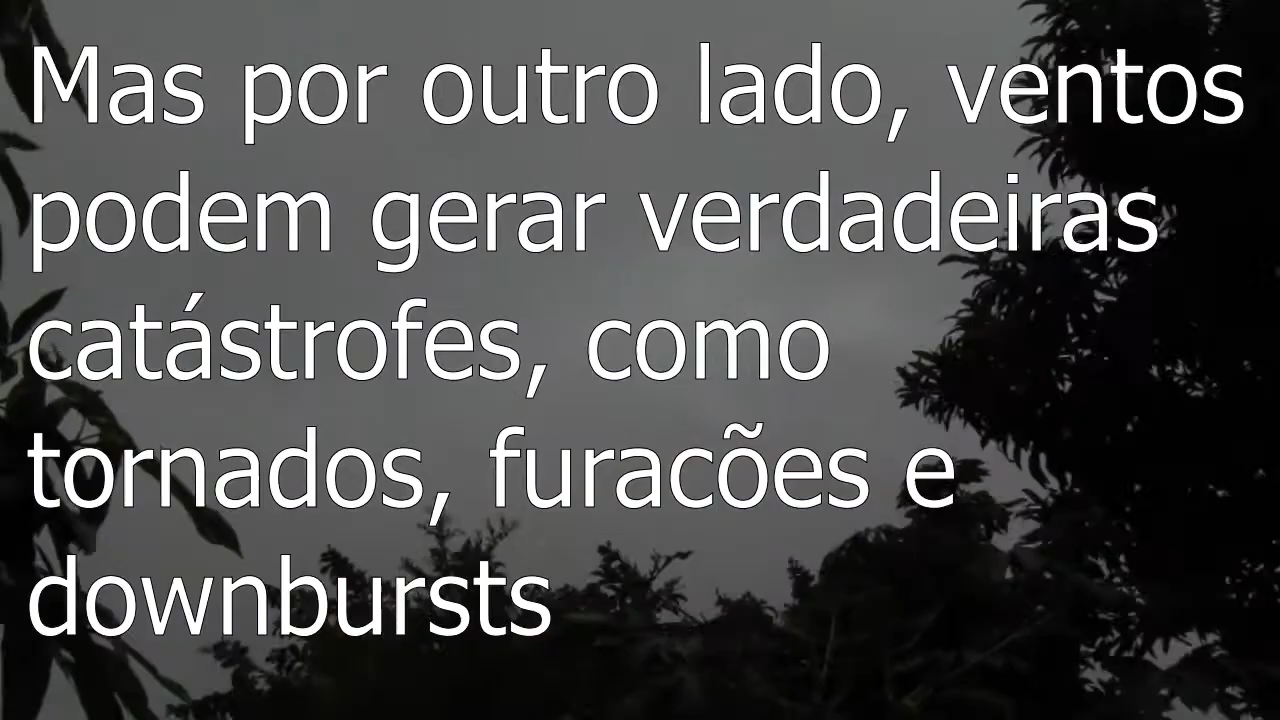 Mas por outro lado, ventos
podem gerar verdadeiras
catástrofes, como
tornados, furacões e
downbursts